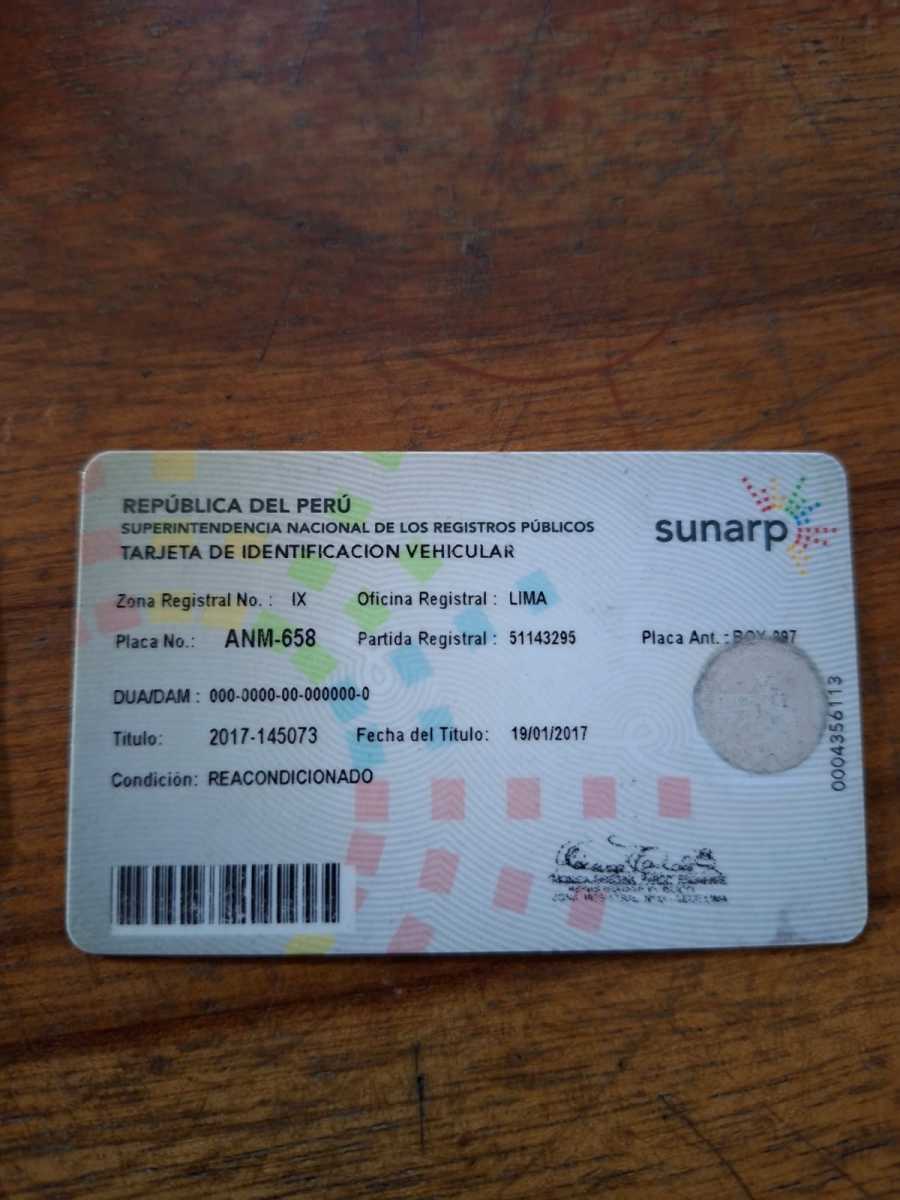 REPÚBLICA DEL PERÚ
SUPERINTENDENCIA NACIONAL DE LOS REGISTROS PÚBLICOS
TARJETA DE IDENTIFICACION VEHICULAR
sunarp
Zona Registral No. : IX Oficina Registral : LIMA
Placa No.: ANM-658 Partida Registral : 51143295 Placa Ant. :
DUA/DAM : 000-0000-00-000000-0
Titulo: 2017-145073 Fecha del Titulo: 19/01/2017
Condición: REACONDICIONADO
0004356113